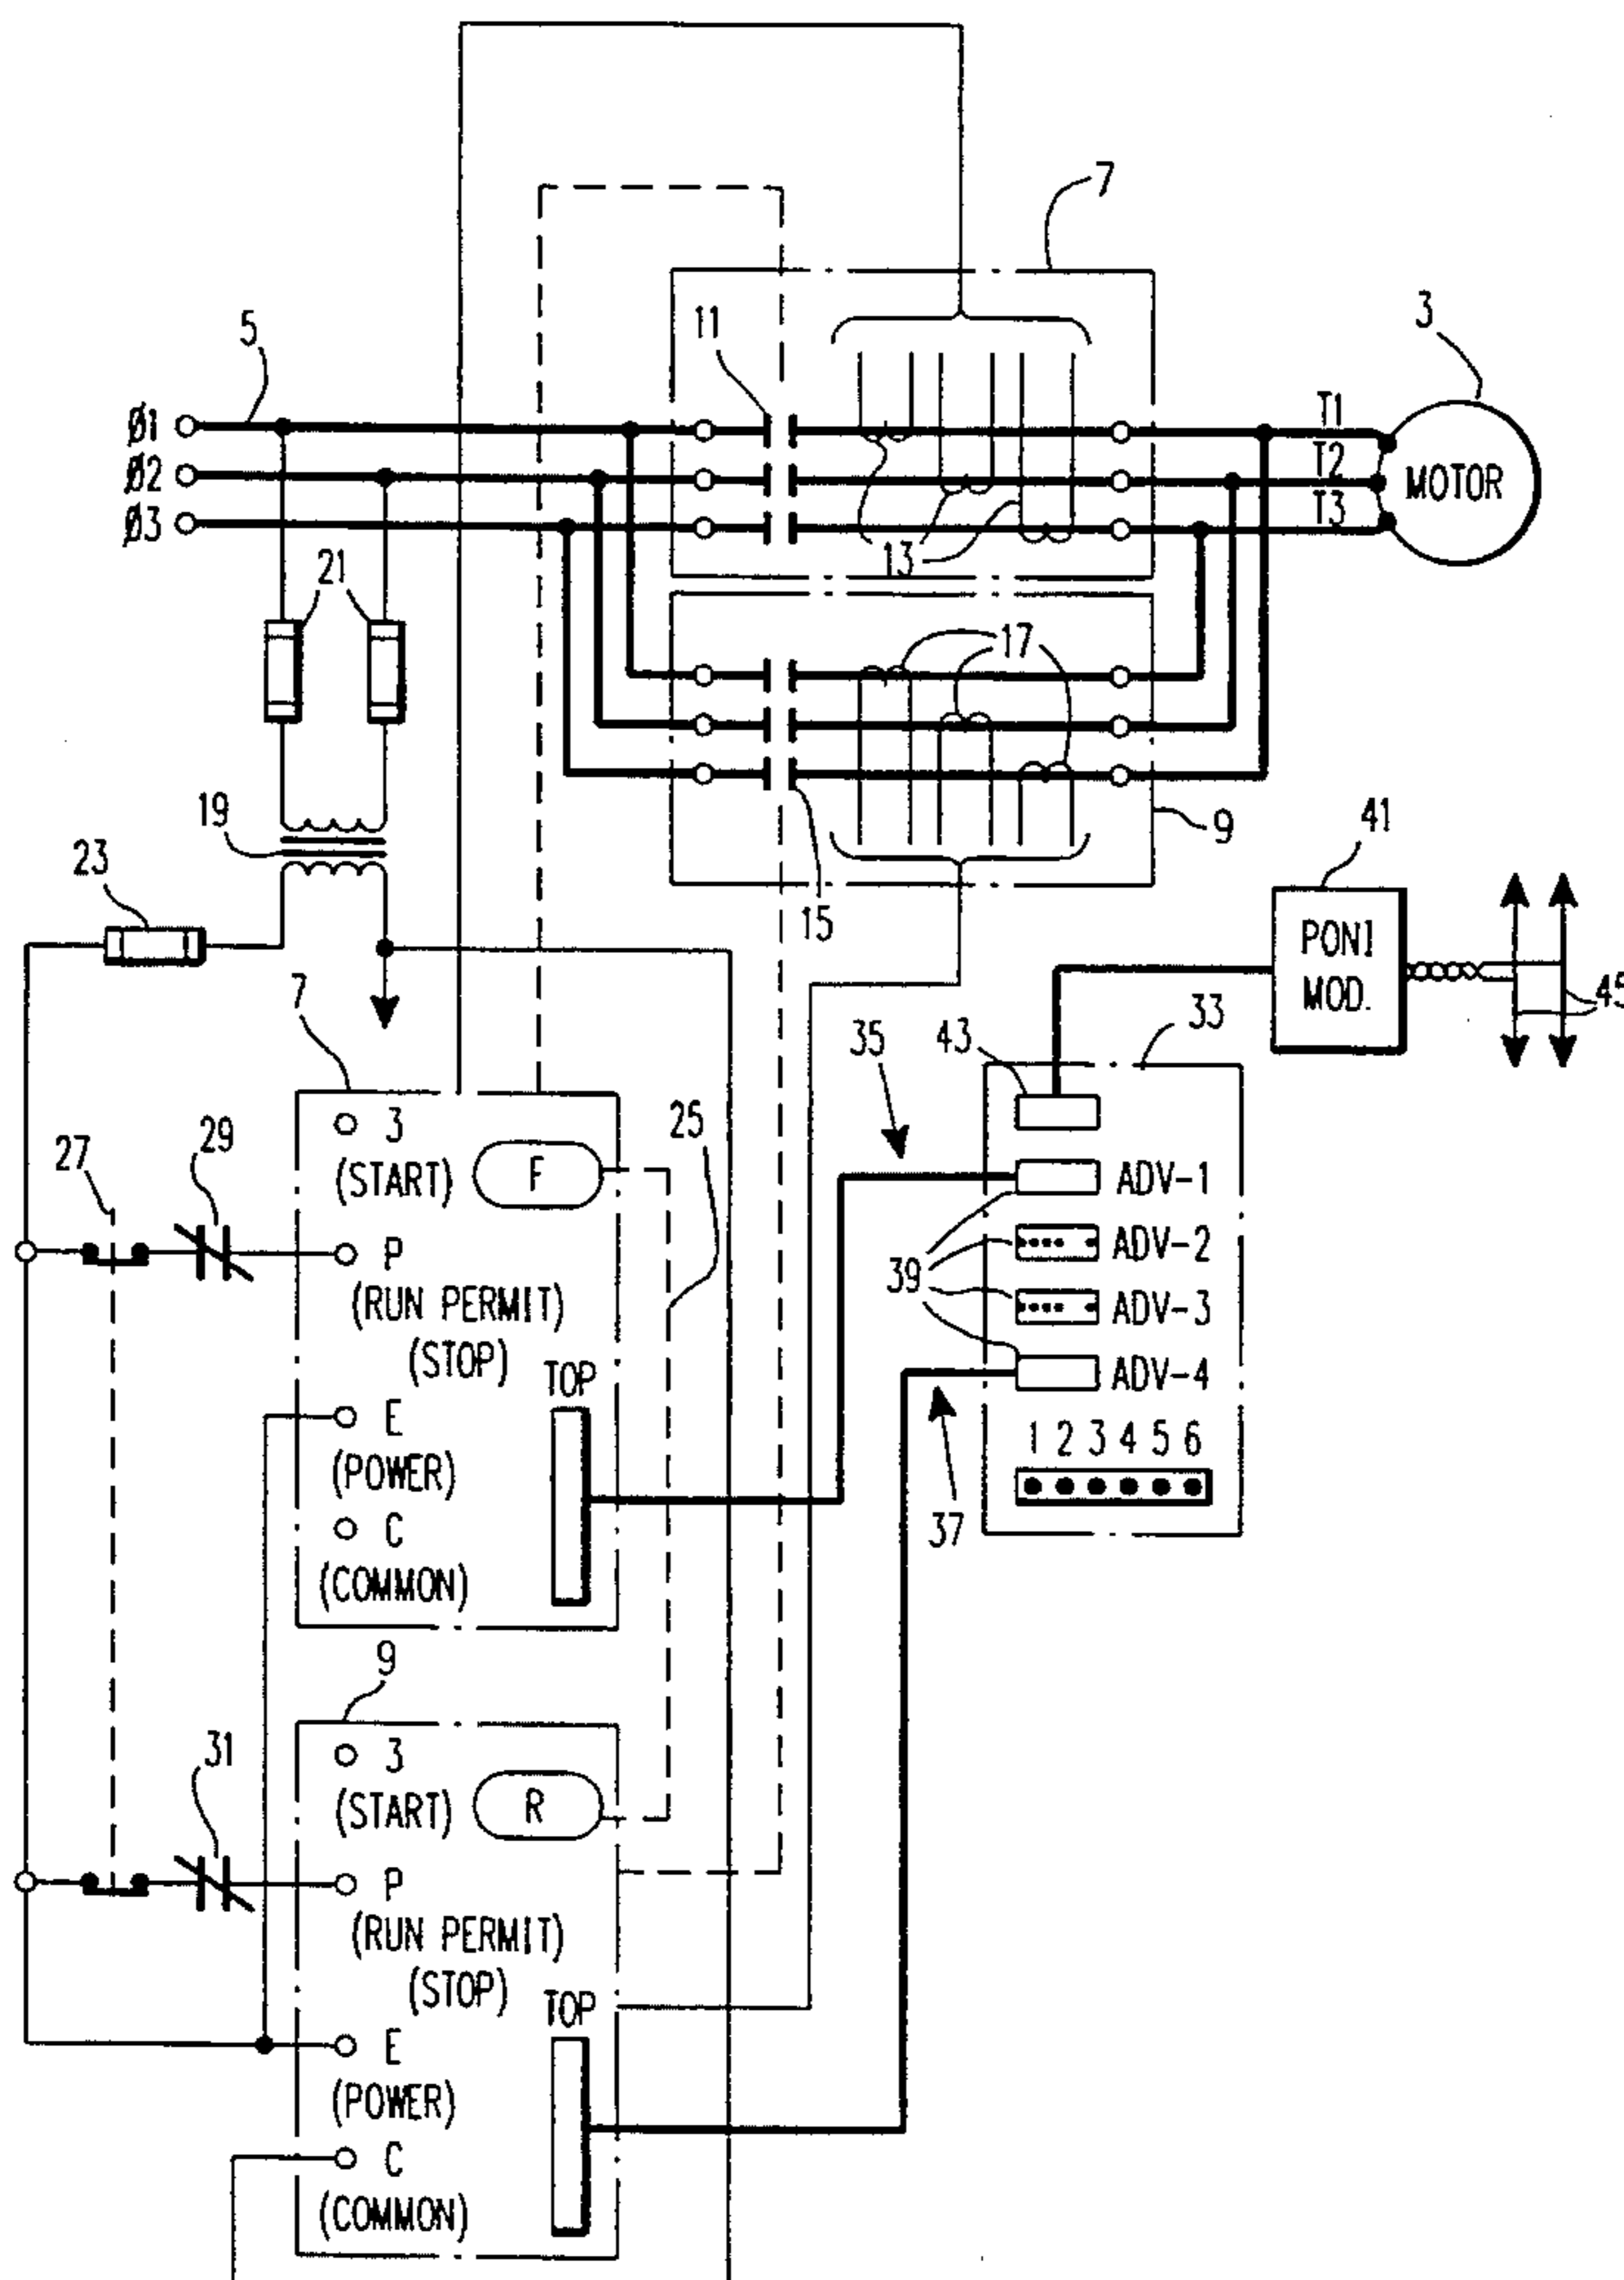 7
3
11
5
Ø1
T1
Ø2
T2
MOTOR
Ø3
T3
13
21
17
19
9
41
23
15
PONI
MOD.
45
7
43
33
35
25
3
29
27
(START)
F
ADV-1
P
ADV-2
39
(RUN PERMIT)
ADV-3
(STOP)
TOP
ADV-4
E
1 2 3 4 5 6
(POWER)
C
37
(COMMON)
9
31
3
(START)
R
P
(RUN PERMIT)
(STOP)
TOP
E
(POWER)
C
(COMMON)